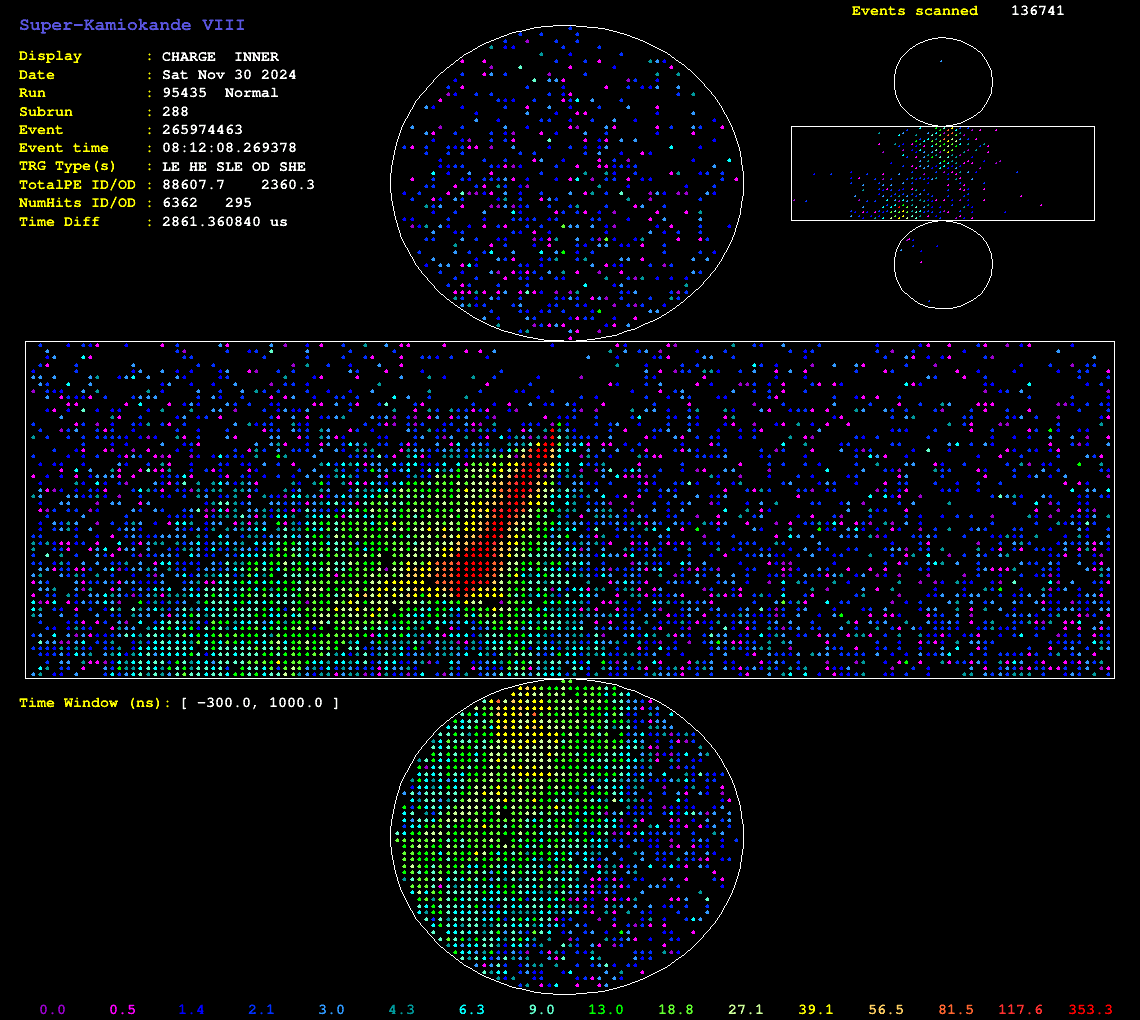 Super-Kamiokande VIII
Events scanned 136741
Display : CHARGE INNER
Date : Sat Nov 30 2024
Run : 95435 Normal
Subrun : 288
Event : 265974463
Event time : 08:12:08.269378
TRG Type(s) : LE HE SLE OD SHE
TotalPE ID/OD : 88607.7 2360.3
NumHits ID/OD : 6362 295
Time Diff : 2861.360840 us
Time Window (ns): [ -300.0, 1000.0 ]
0.0 0.5 1.4 2.1 3.0 4.3 6.3 9.0 13.0 18.8 27.1 39.1 56.5 81.5 117.6 353.3